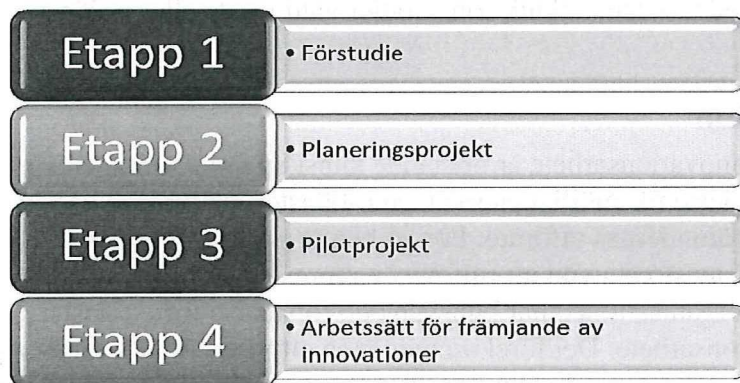 Etapp 1
• Förstudie
Etapp 2
• Planeringsprojekt
Etapp 3
• Pilotprojekt
Etapp 4
• Arbetssätt för främjande av
innovationer